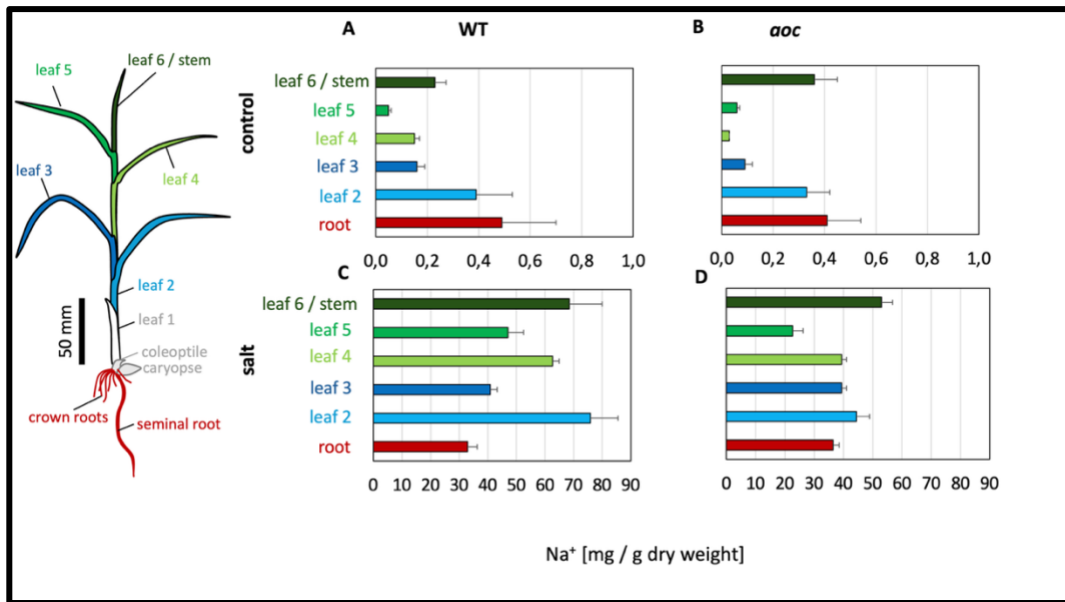 A
WT
B
aoc
leaf 6 / stem
leaf 5
leaf 3
leaf 4
leaf 2
leaf 1
coleoptile
caryopse
crown roots
seminal root
50 mm
control
leaf 6 / stem
leaf 5
leaf 4
leaf 3
leaf 2
root
0,0 0,2 0,4 0,6 0,8 1,0
0,0 0,2 0,4 0,6 0,8 1,0
C
D
salt
leaf 6 / stem
leaf 5
leaf 4
leaf 3
leaf 2
root
0 10 20 30 40 50 60 70 80 90
0 10 20 30 40 50 60 70 80 90
Na⁺ [mg / g dry weight]